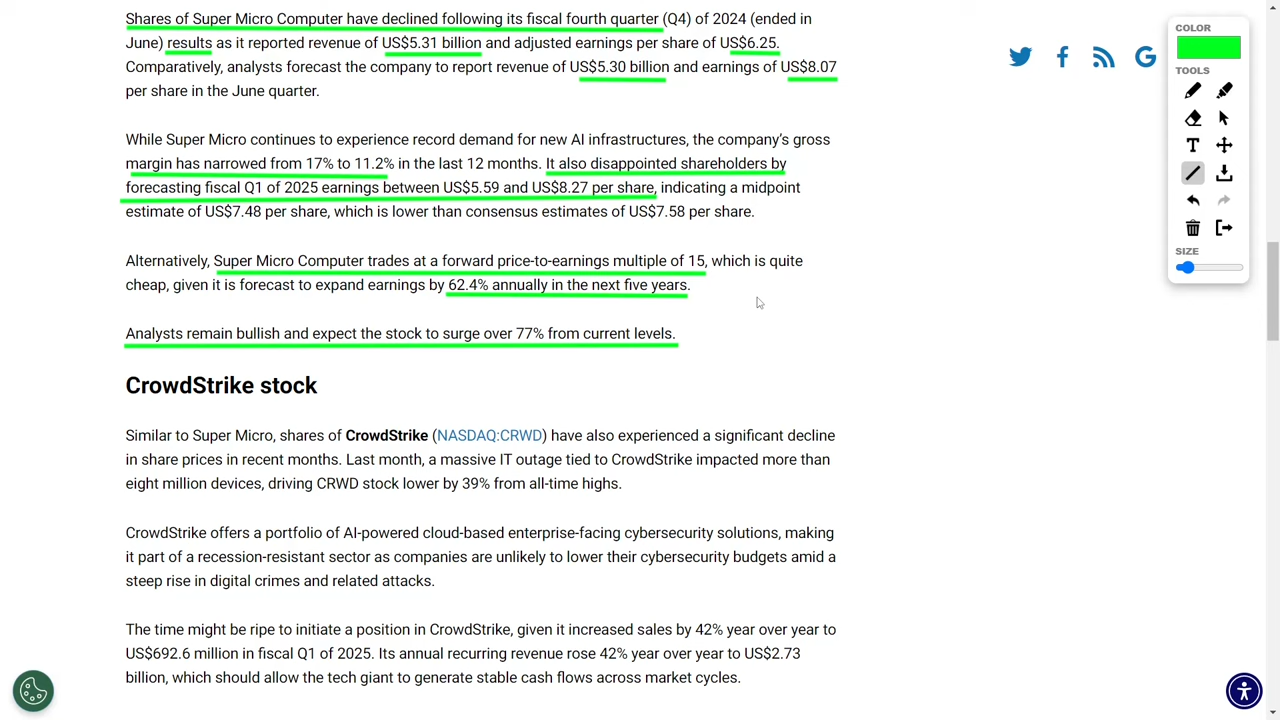 Shares of Super Micro Computer have declined following its fiscal fourth quarter (Q4) of 2024 (ended in
June) results as it reported revenue of US$5.31 billion and adjusted earnings per share of US$6.25.
Comparatively, analysts forecast the company to report revenue of US$5.30 billion and earnings of US$8.07
per share in the June quarter.
While Super Micro continues to experience record demand for new AI infrastructures, the company's gross
margin has narrowed from 17% to 11.2% in the last 12 months. It also disappointed shareholders by
forecasting fiscal Q1 of 2025 earnings between US$5.59 and US$8.27 per share, indicating a midpoint
estimate of US$7.48 per share, which is lower than consensus estimates of US$7.58 per share.
Alternatively, Super Micro Computer trades at a forward price-to-earnings multiple of 15, which is quite
cheap, given it is forecast to expand earnings by 62.4% annually in the next five years.
Analysts remain bullish and expect the stock to surge over 77% from current levels.
CrowdStrike stock
Similar to Super Micro, shares of CrowdStrike (NASDAQ:CRWD) have also experienced a significant decline
in share prices in recent months. Last month, a massive IT outage tied to CrowdStrike impacted more than
eight million devices, driving CRWD stock lower by 39% from all-time highs.
CrowdStrike offers a portfolio of AI-powered cloud-based enterprise-facing cybersecurity solutions, making
it part of a recession-resistant sector as companies are unlikely to lower their cybersecurity budgets amid a
steep rise in digital crimes and related attacks.
The time might be ripe to initiate a position in CrowdStrike, given it increased sales by 42% year over year to
US$692.6 million in fiscal Q1 of 2025. Its annual recurring revenue rose 42% year over year to US$2.73
billion, which should allow the tech giant to generate stable cash flows across market cycles.
COLOR
TOOLS
SIZE